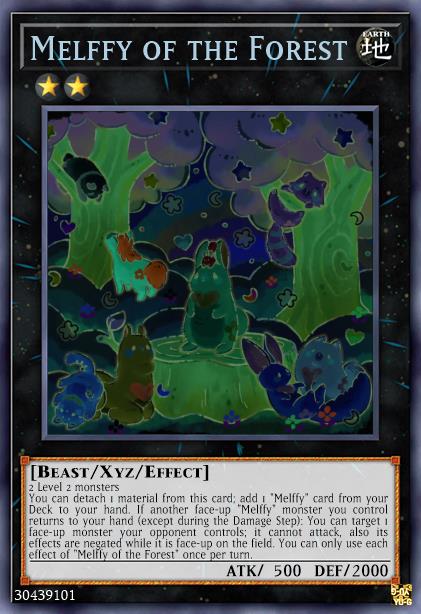 MELFFY OF THE FOREST
EARTH
地
[BEAST/XYZ/EFFECT]
2 Level 2 monsters
You can detach 1 material from this card; add 1 "Melffy" card from your
Deck to your hand. If another face-up "Melffy" monster you control
returns to your hand (except during the Damage Step): You can target 1
face-up monster your opponent controls; it cannot attack, also its
effects are negated while it is face-up on the field. You can only use each
effect of "Melffy of the Forest" once per turn.
ATK/ 500 DEF/2000
30439101